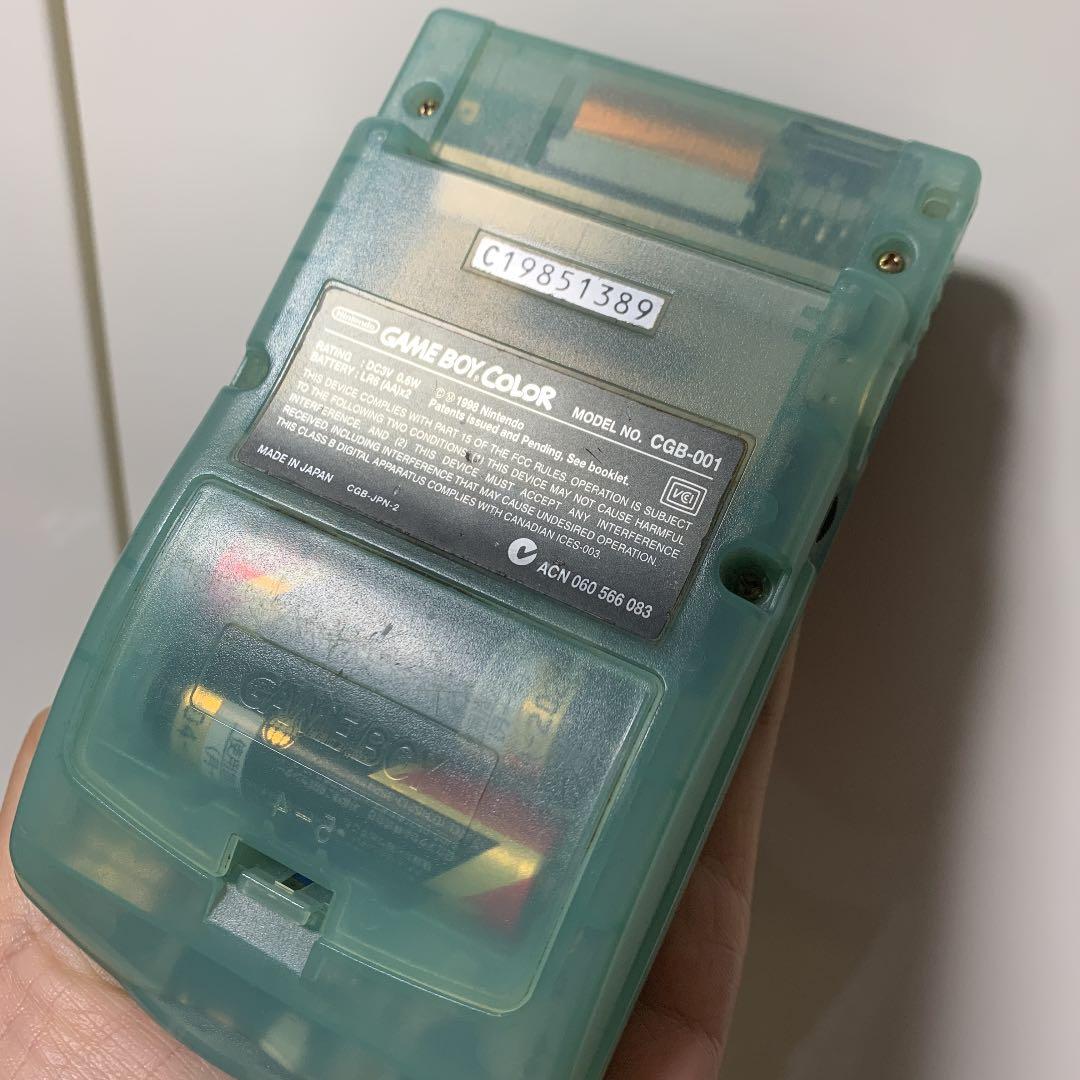 C19851389
Nintendo GAME BOY COLOR MODEL NO. CGB-001
RATING : DC3V 0.6W ©Ⓟ1998 Nintendo
BATTERY : LR6 (AA)x2 Patents Issued and Pending, See booklet.
THIS DEVICE COMPLIES WITH PART 15 OF THE FCC RULES. OPERATION IS SUBJECT
TO THE FOLLOWING TWO CONDITIONS (1) THIS DEVICE MAY NOT CAUSE HARMFUL
INTERFERENCE, AND (2) THIS DEVICE MUST ACCEPT ANY INTERFERENCE
RECEIVED, INCLUDING INTERFERENCE THAT MAY CAUSE UNDESIRED OPERATION.
THIS CLASS B DIGITAL APPARATUS COMPLIES WITH CANADIAN ICES-003.
VCI
MADE IN JAPAN CGB-JPN-2 ACN 060 566 083
GAME BOY